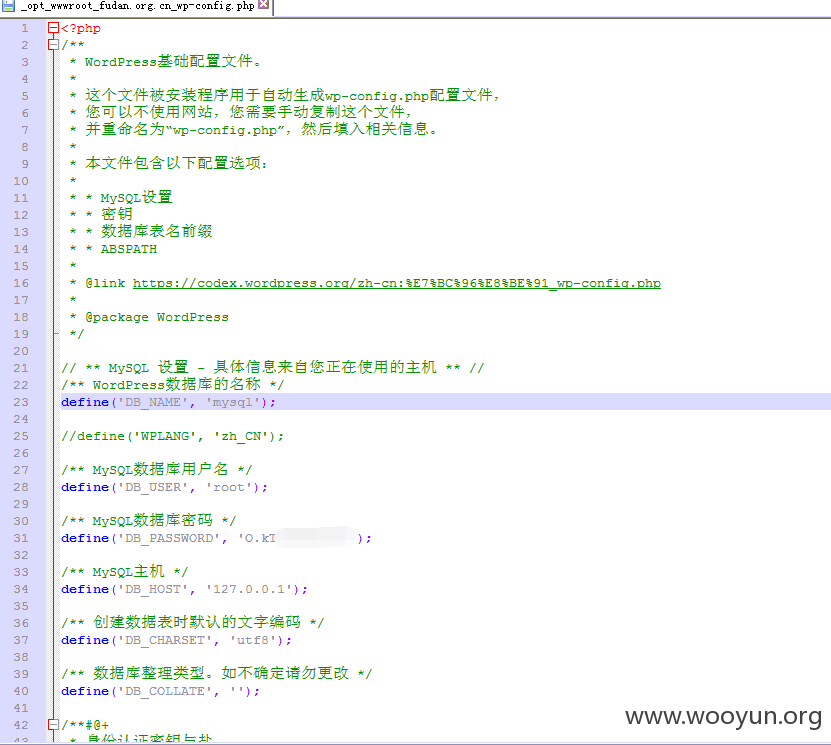 _opt_wwwroot_fudan.org.cn_wp-config.php
1 <?php
2 /**
3 * WordPress基础配置文件。
4 *
5 * 这个文件被安装程序用于自动生成wp-config.php配置文件，
6 * 您可以不使用网站，您需要手动复制这个文件，
7 * 并重命名为“wp-config.php”，然后填入相关信息。
8 *
9 * 本文件包含以下配置选项：
10 *
11 * * MySQL设置
12 * * 密钥
13 * * 数据库表名前缀
14 * * ABSPATH
15 *
16 * @link https://codex.wordpress.org/zh-cn:%E7%BC%96%E8%BE%91_wp-config.php
17 *
18 * @package WordPress
19 */
20
21 // ** MySQL 设置 - 具体信息来自您正在使用的主机 ** //
22 /** WordPress数据库的名称 */
23 define('DB_NAME', 'mysql');
24
25 //define('WPLANG', 'zh_CN');
26
27 /** MySQL数据库用户名 */
28 define('DB_USER', 'root');
29
30 /** MySQL数据库密码 */
31 define('DB_PASSWORD', 'O.kT ');
32
33 /** MySQL主机 */
34 define('DB_HOST', '127.0.0.1');
35
36 /** 创建数据表时默认的文字编码 */
37 define('DB_CHARSET', 'utf8');
38
39 /** 数据库整理类型。如不确定请勿更改 */
40 define('DB_COLLATE', '');
41
42 /**#@+
43 * 身份认证密钥与盐
www.wooyun.org